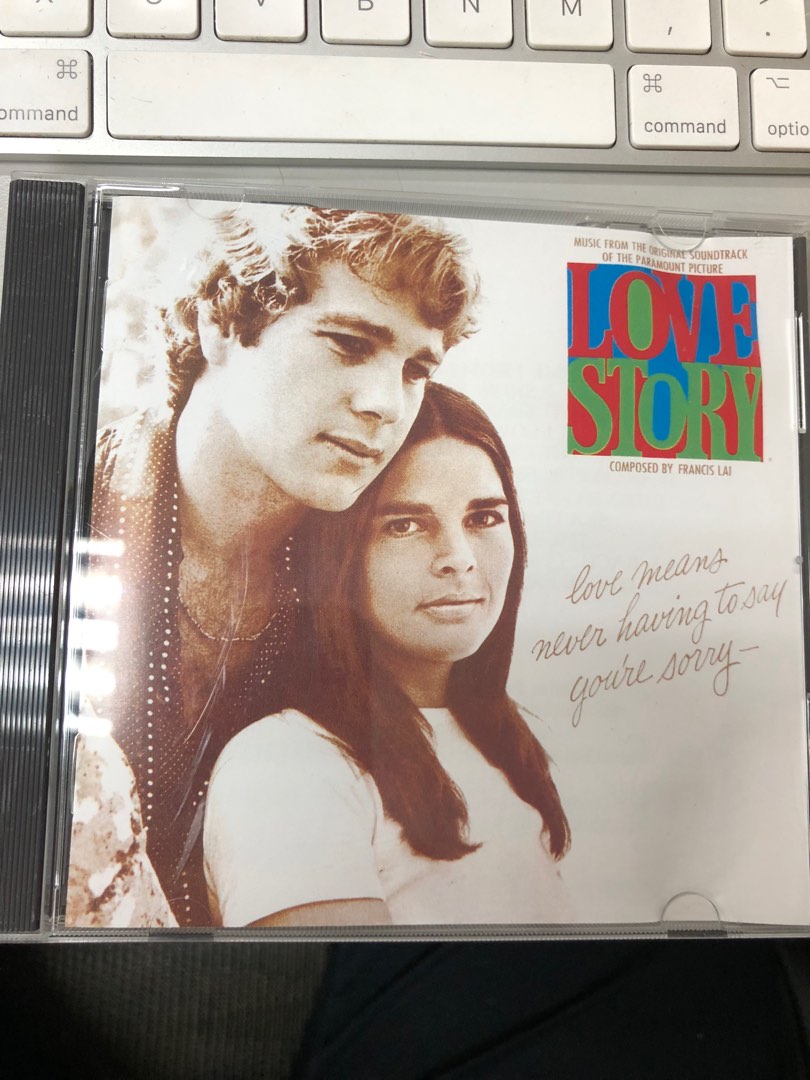 X C V B N M , > .
⌘ ⌘ ⌥
command command optio
MUSIC FROM THE ORIGINAL SOUNDTRACK
OF THE PARAMOUNT PICTURE
LOVE
STORY
COMPOSED BY FRANCIS LAI
love means
never having to say
you're sorry—